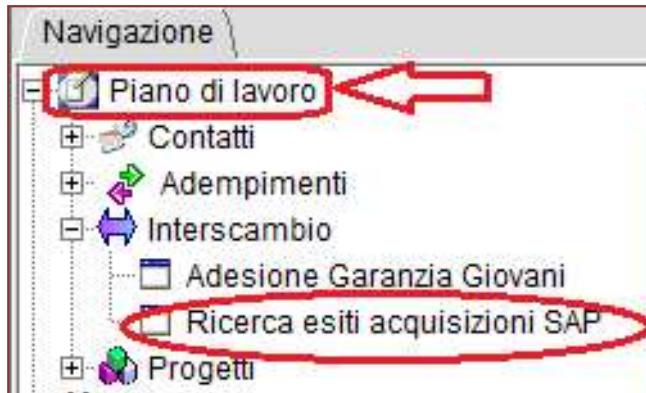 Navigazione
Piano di lavoro
Contatti
Adempimenti
Interscambio
Adesione Garanzia Giovani
Ricerca esiti acquisizioni SAP
Progetti